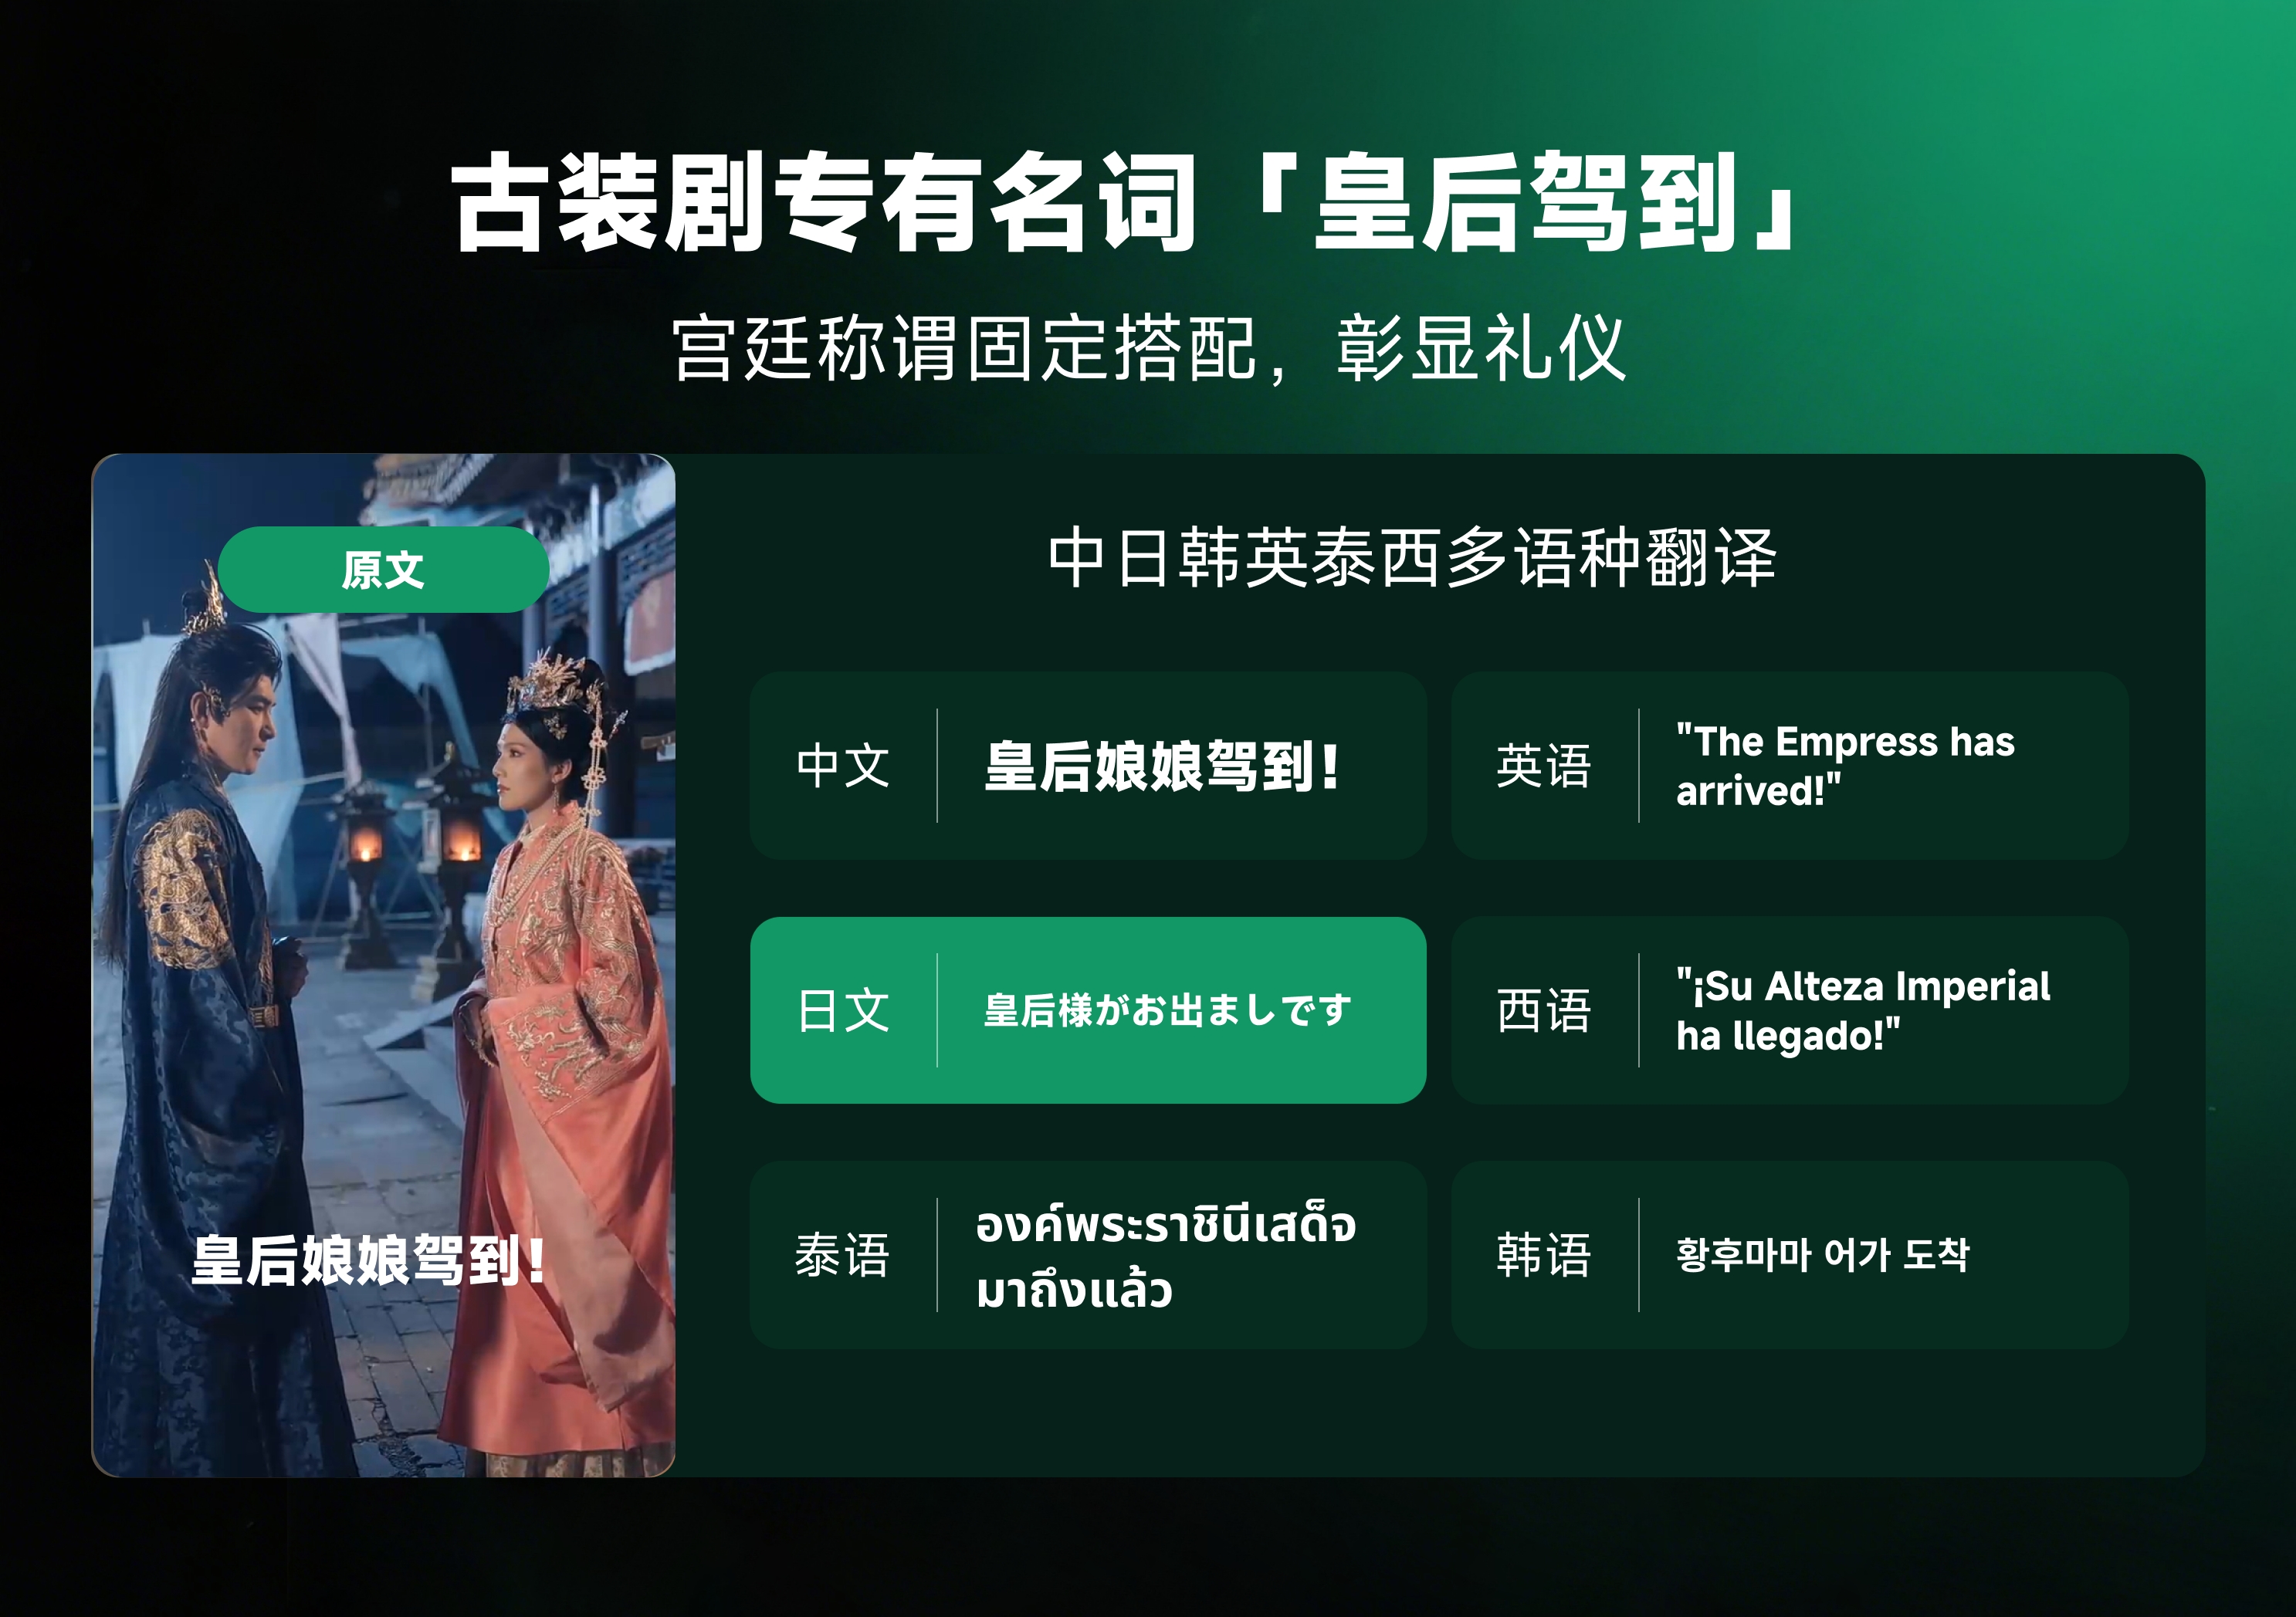 古装剧专有名词「皇后驾到」
宫廷称谓固定搭配，彰显礼仪
原文
皇后娘娘驾到！
中日韩英泰西多语种翻译
中文
皇后娘娘驾到！
英语
"The Empress has
arrived!"
日文
皇后様がお出ましです
西语
"¡Su Alteza Imperial
ha llegado!"
泰语
องค์พระราชินีเสด็จ
มาถึงแล้ว
韩语
황후마마 어가 도착